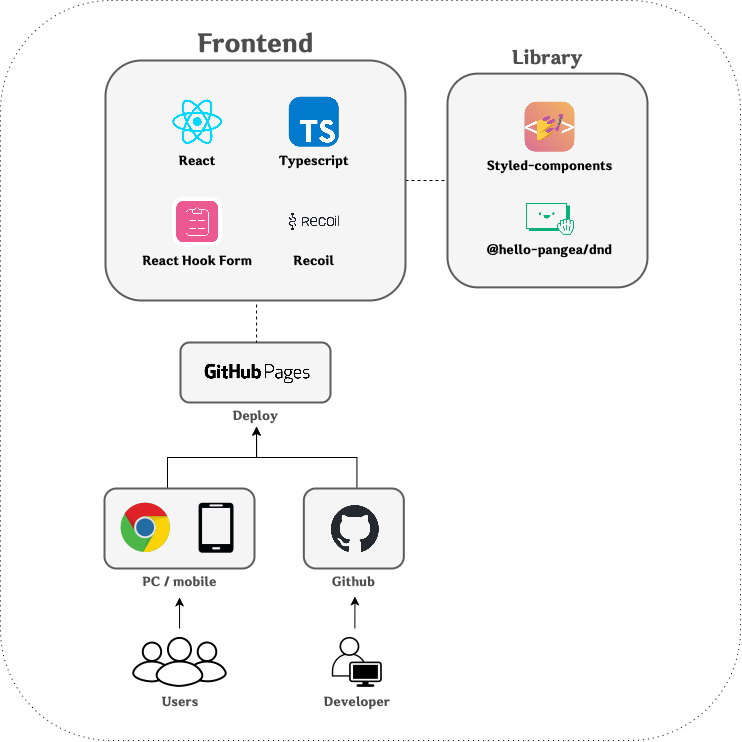 Frontend
Library
TS
React
Typescript
Styled-components
Recoil
React Hook Form
Recoil
@hello-pangea/dnd
GitHub Pages
Deploy
PC / mobile
Github
Users
Developer